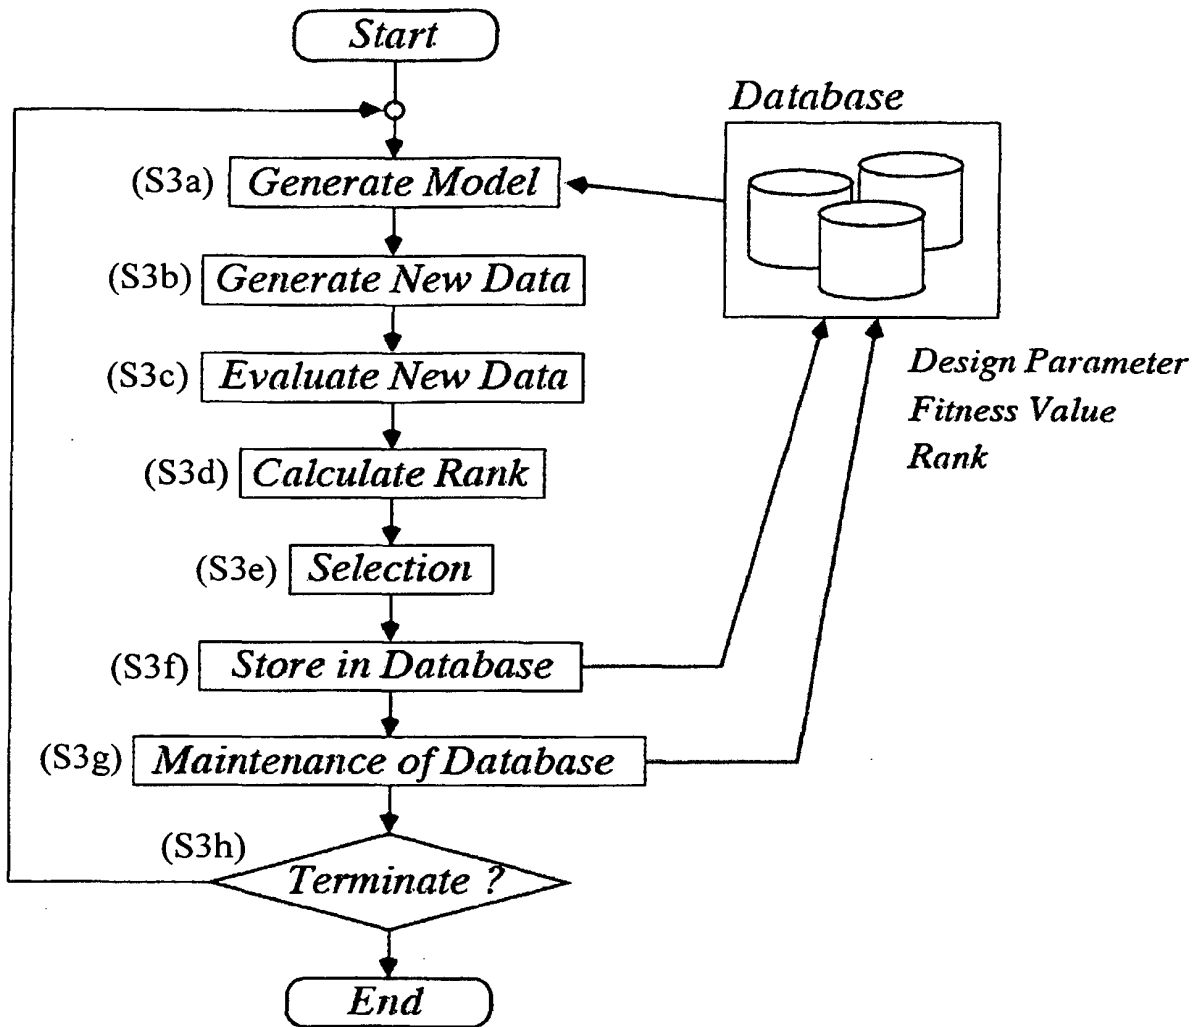 Start
Database
(S3a) Generate Model
(S3b) Generate New Data
(S3c) Evaluate New Data
Design Parameter
Fitness Value
Rank
(S3d) Calculate Rank
(S3e) Selection
(S3f) Store in Database
(S3g) Maintenance of Database
(S3h)
Terminate ?
End